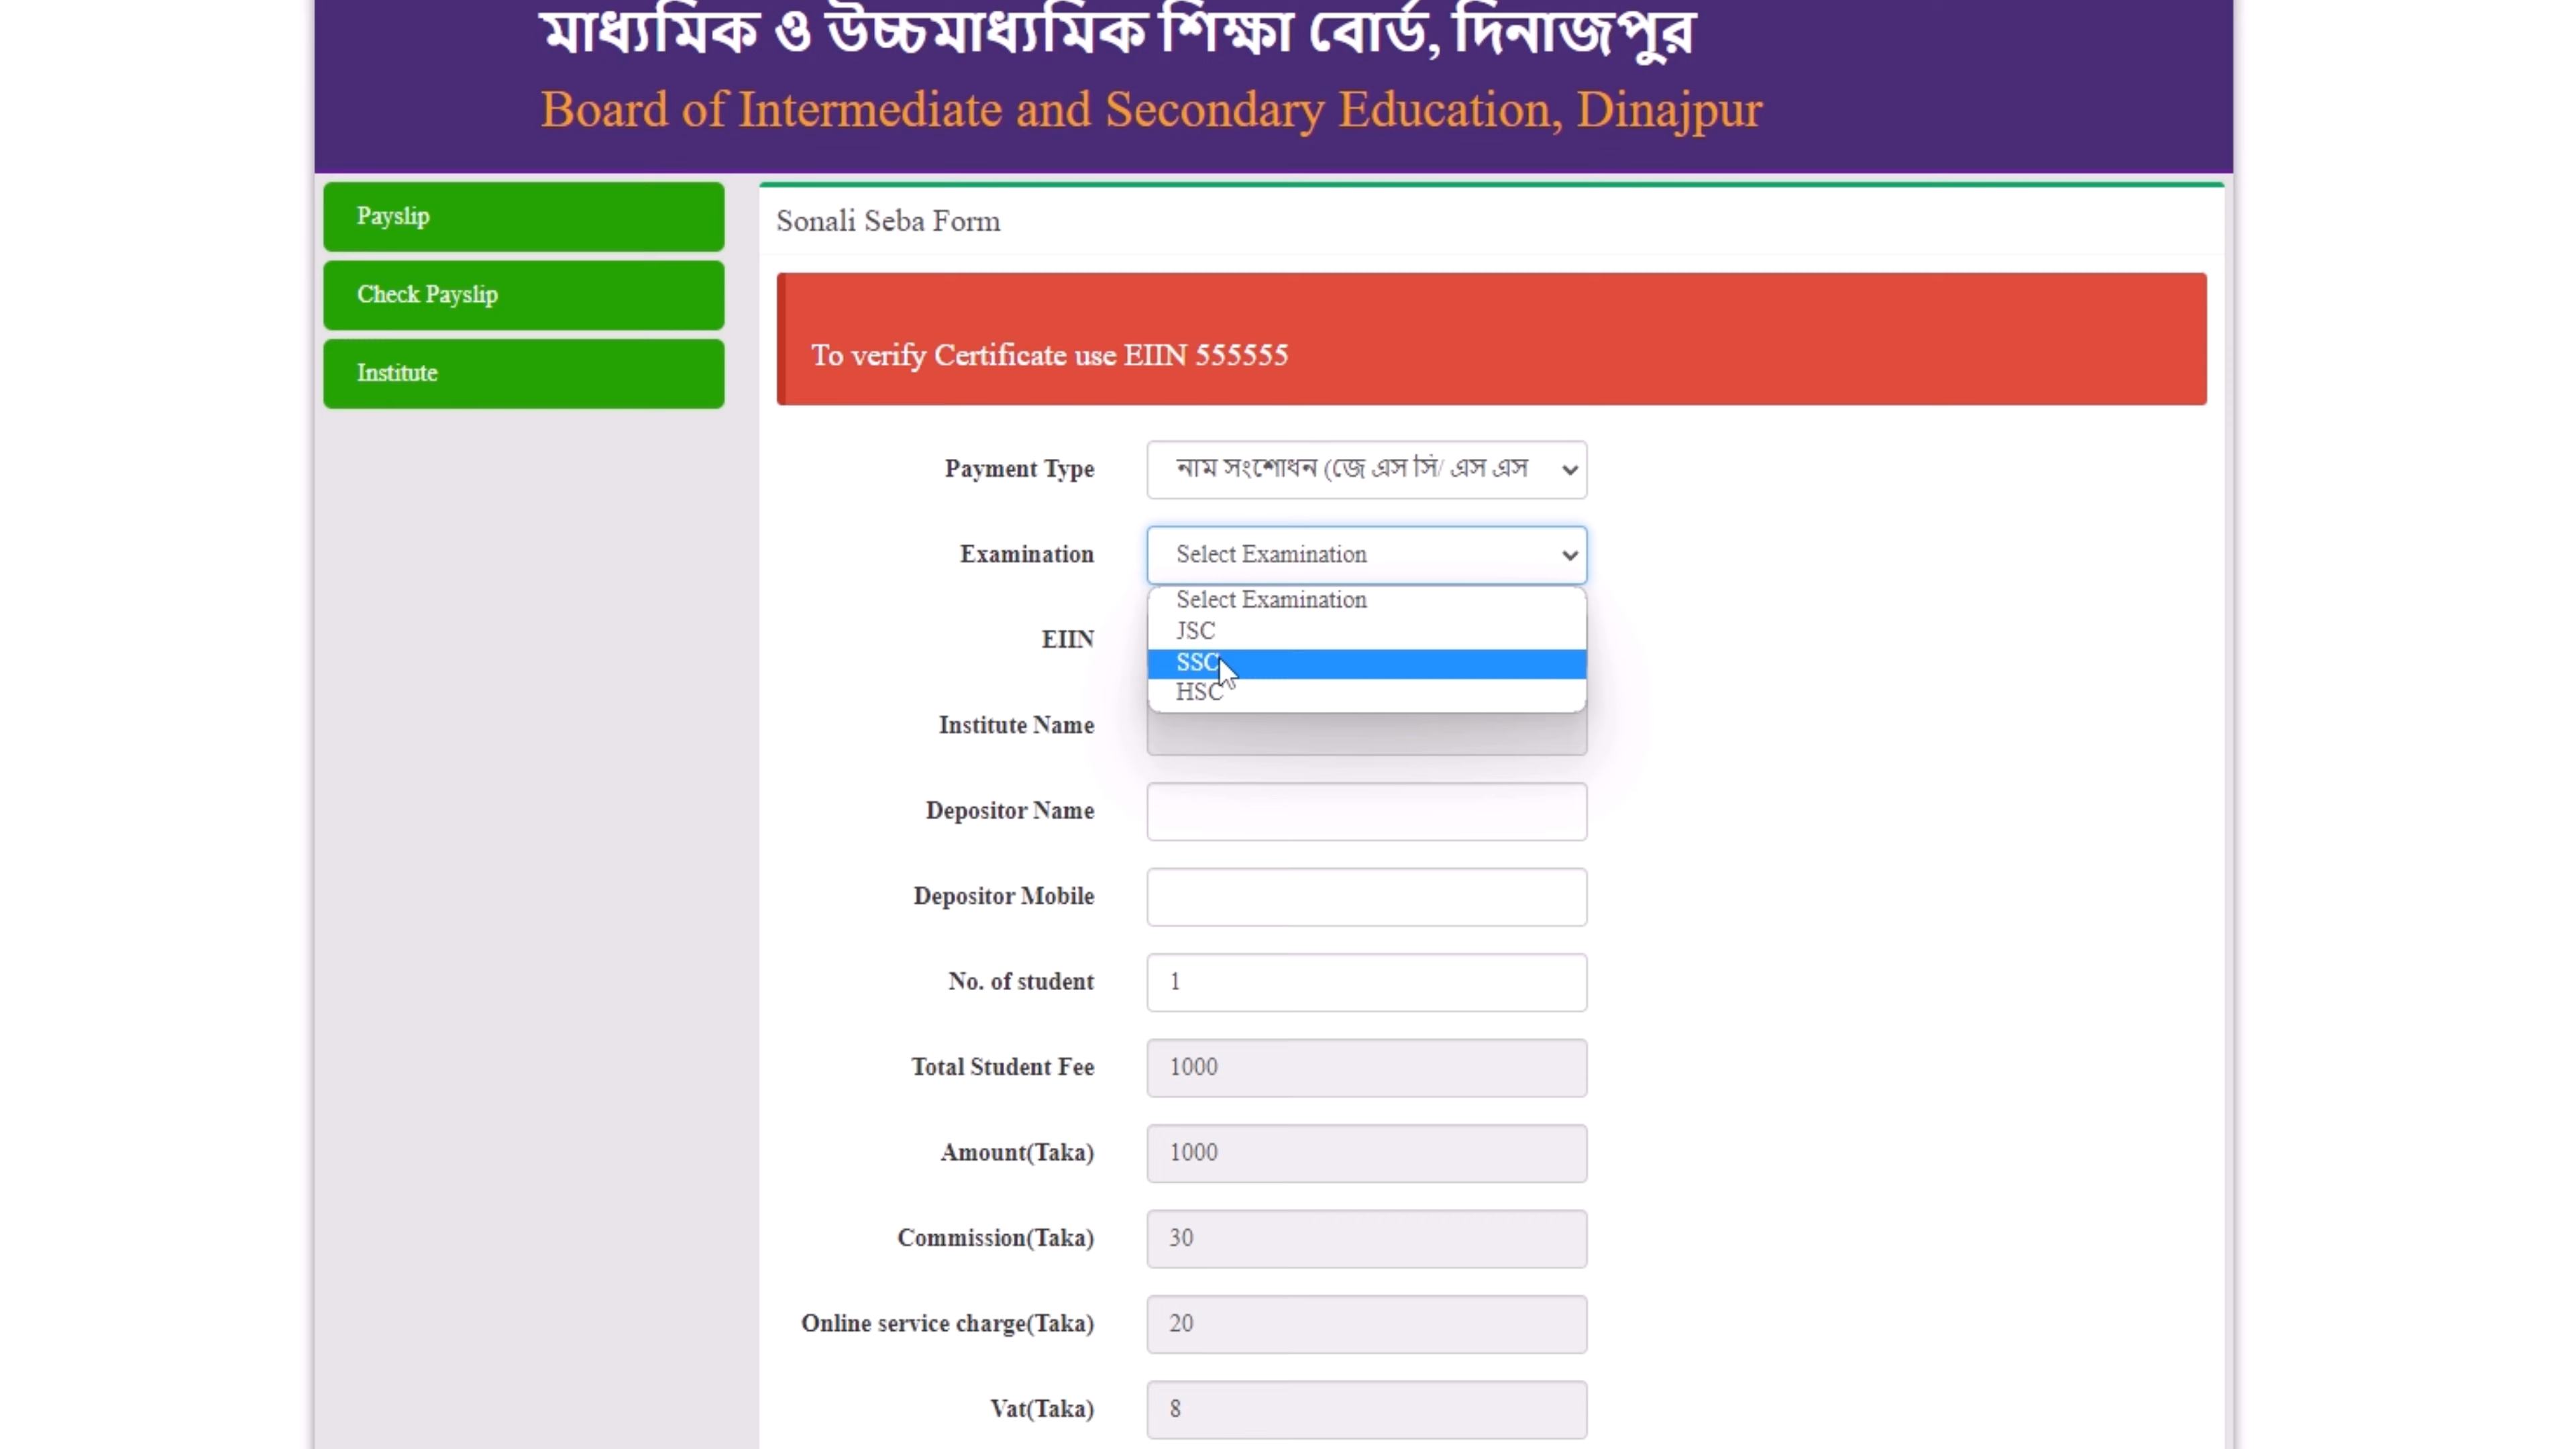 মাধ্যমিক ও উচ্চমাধ্যমিক শিক্ষা বোর্ড, দিনাজপুর
Board of Intermediate and Secondary Education, Dinajpur
Payslip
Check Payslip
Institute
Sonali Seba Form
To verify Certificate use EIIN 555555
Payment Type
নাম সংশোধন (জে এস সি/ এস এস
Examination
Select Examination
Select Examination
JSC
SSC
HSC
EIIN
Institute Name
Depositor Name
Depositor Mobile
No. of student
1
Total Student Fee
1000
Amount(Taka)
1000
Commission(Taka)
30
Online service charge(Taka)
20
Vat(Taka)
8